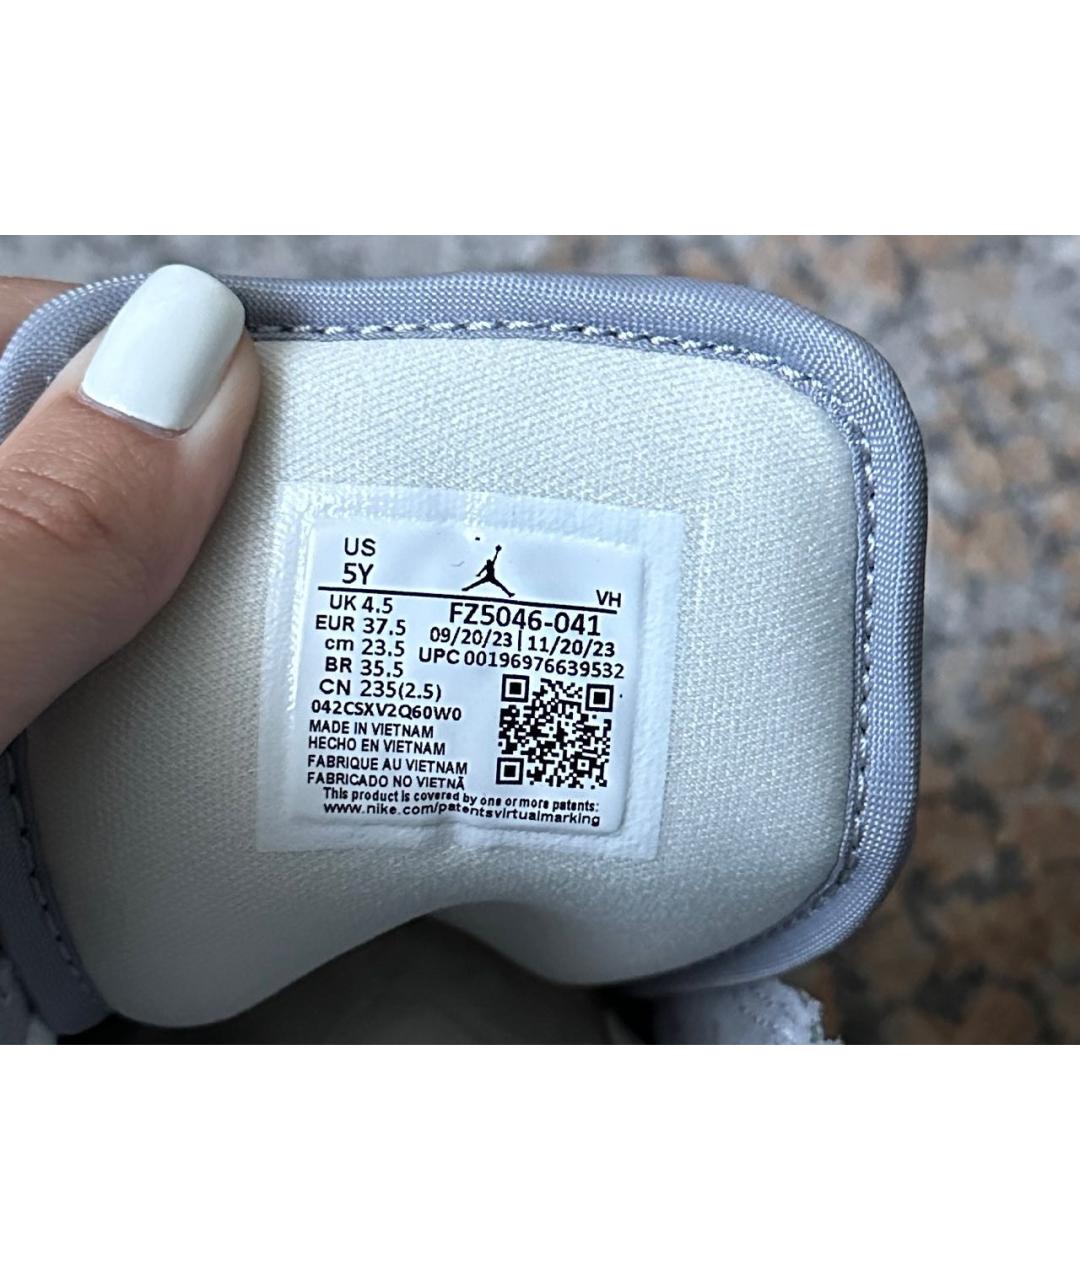 US
5Y
VH
UK 4.5
EUR 37.5
cm 23.5
BR 35.5
CN 235(2.5)
FZ5046-041
09/20/23 | 11/20/23
UPC 00196976639532
042CSXV2Q60W0
MADE IN VIETNAM
HECHO EN VIETNAM
FABRIQUE AU VIETNAM
FABRICADO NO VIETNÃ
This product is covered by one or more patents:
www.nike.com/patentsvirtualmarking